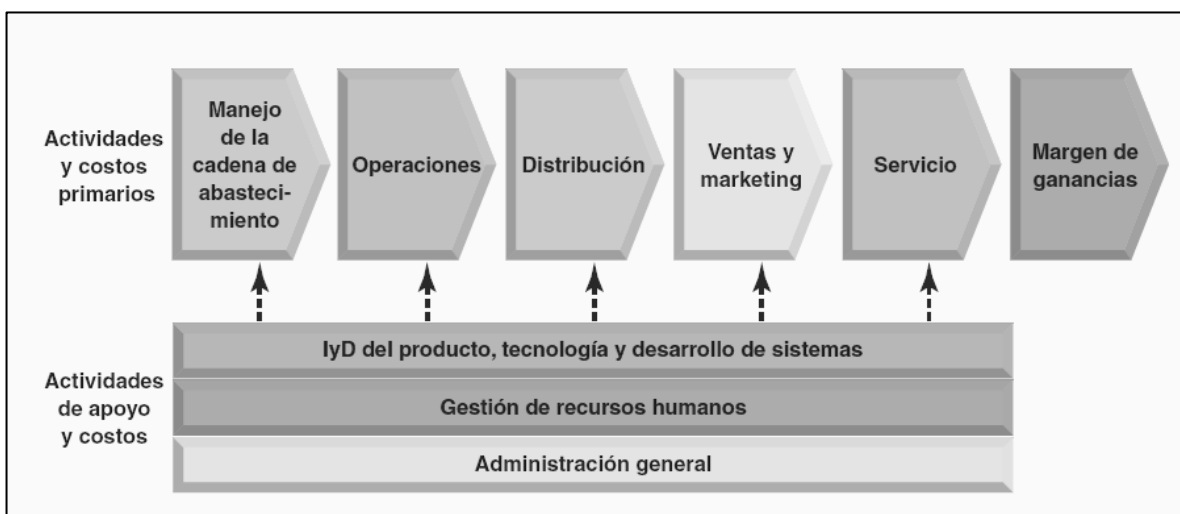 Actividades
y costos
primarios
Manejo
de la
cadena de
abasteci-
miento
Operaciones
Distribución
Ventas y
marketing
Servicio
Margen de
ganancias
Actividades
de apoyo
y costos
IyD del producto, tecnología y desarrollo de sistemas
Gestión de recursos humanos
Administración general